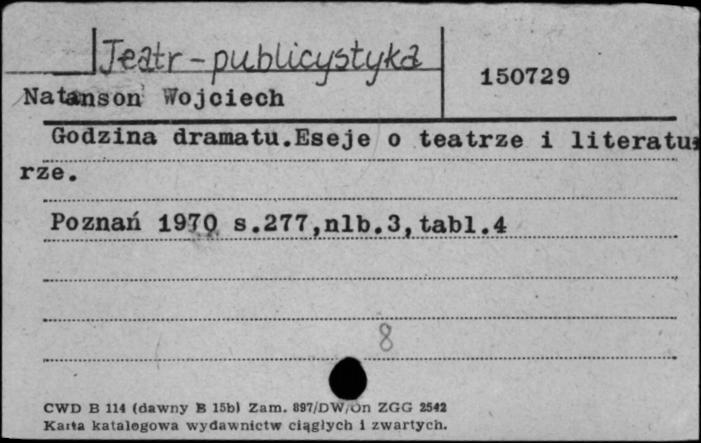 Teatr - publicystyka
150729
Natanson Wojciech
Godzina dramatu.Eseje o teatrze i literatu
rze.
Poznań 1970 s.277,nlb.3,tabl.4
8
CWD B 114 (dawny B 15b) Zam. 897/DW/On ZGG 2542
Karta katalogowa wydawnictw ciągłych i zwartych.